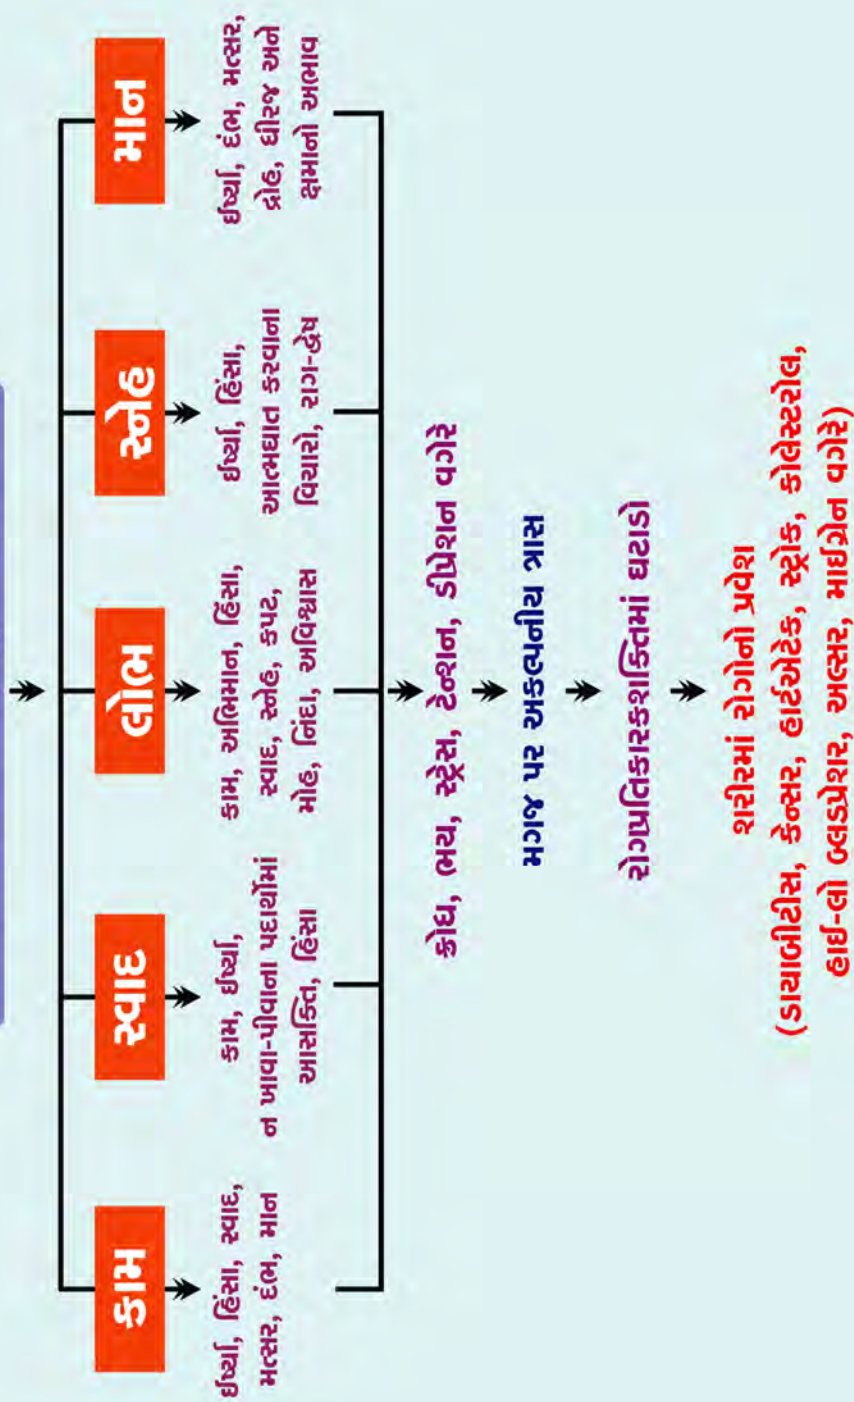 કામ
ઈર્ષ્યા, હિંસા, સ્વાદ,
મત્સર, દંભ, માન
સ્વાદ
કામ, ઈર્ષ્યા,
ન ખાવા-પીવાના પદાર્થોમાં
આસક્તિ, હિંસા
લોભ
કામ, અભિમાન, હિંસા,
સ્વાદ, સ્નેહ, કપટ,
મોહ, નિંદા, અવિશ્વાસ
સ્નેહ
ઈર્ષ્યા, હિંસા,
આત્મઘાત કરવાના
વિચારો, રાગ-દ્વેષ
માન
ઈર્ષ્યા, દંભ, મત્સર,
દ્રોહ, ધીરજ અને
ક્ષમાનો અભાવ
ક્રોધ, ભય, સ્ટ્રેસ, ટેન્શન, ડીપ્રેશન વગેરે
મગજ પર અકલ્પનીય ત્રાસ
રોગપ્રતિકારકશક્તિમાં ઘટાડો
શરીરમાં રોગોનો પ્રવેશ
(ડાયાબીટીસ, કેન્સર, હાર્ટએટેક, સ્ટ્રોક, કોલેસ્ટરોલ,
હાઈ-લો બ્લડપ્રેશર, અલ્સર, માઈગ્રેન વગેરે)